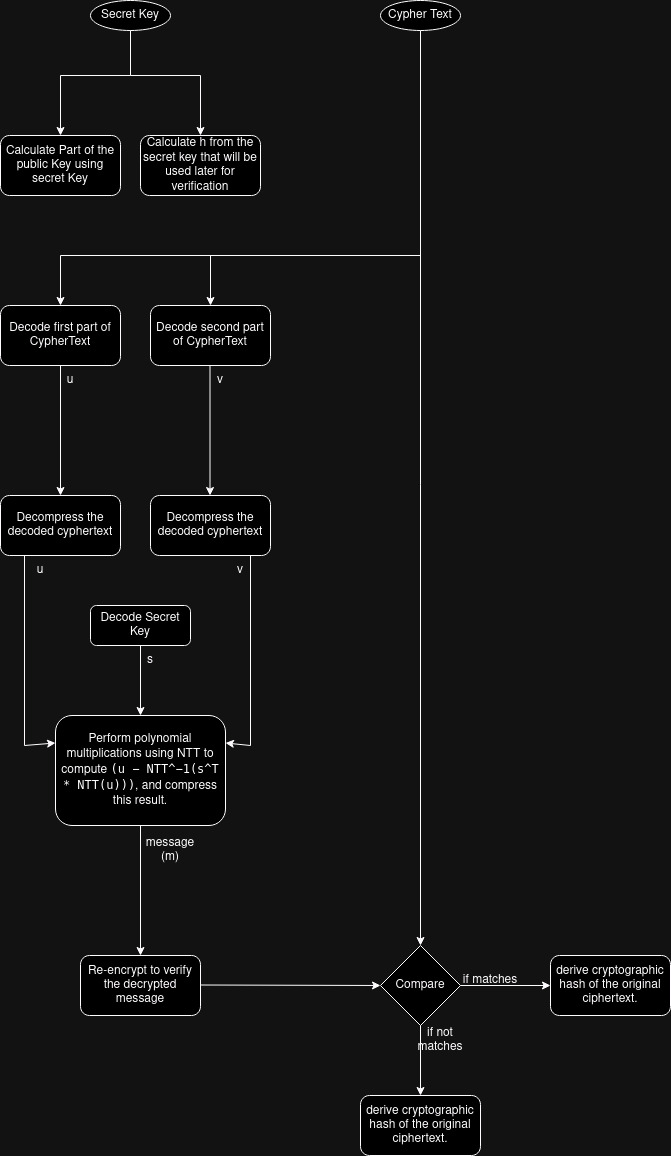 Secret Key
Cypher Text
Calculate Part of the
public Key using
secret Key
Calculate h from the
secret key that will be
used later for
verification
Decode first part of
CypherText
Decode second part
of CypherText
u
v
Decompress the
decoded cyphertext
Decompress the
decoded cyphertext
u
v
Decode Secret
Key
s
Perform polynomial
multiplications using NTT to
compute (u − NTT^−1(s^T
* NTT(u))), and compress
this result.
message
(m)
Re-encrypt to verify
the decrypted
message
Compare
if matches
derive cryptographic
hash of the original
ciphertext.
if not
matches
derive cryptographic
hash of the original
ciphertext.